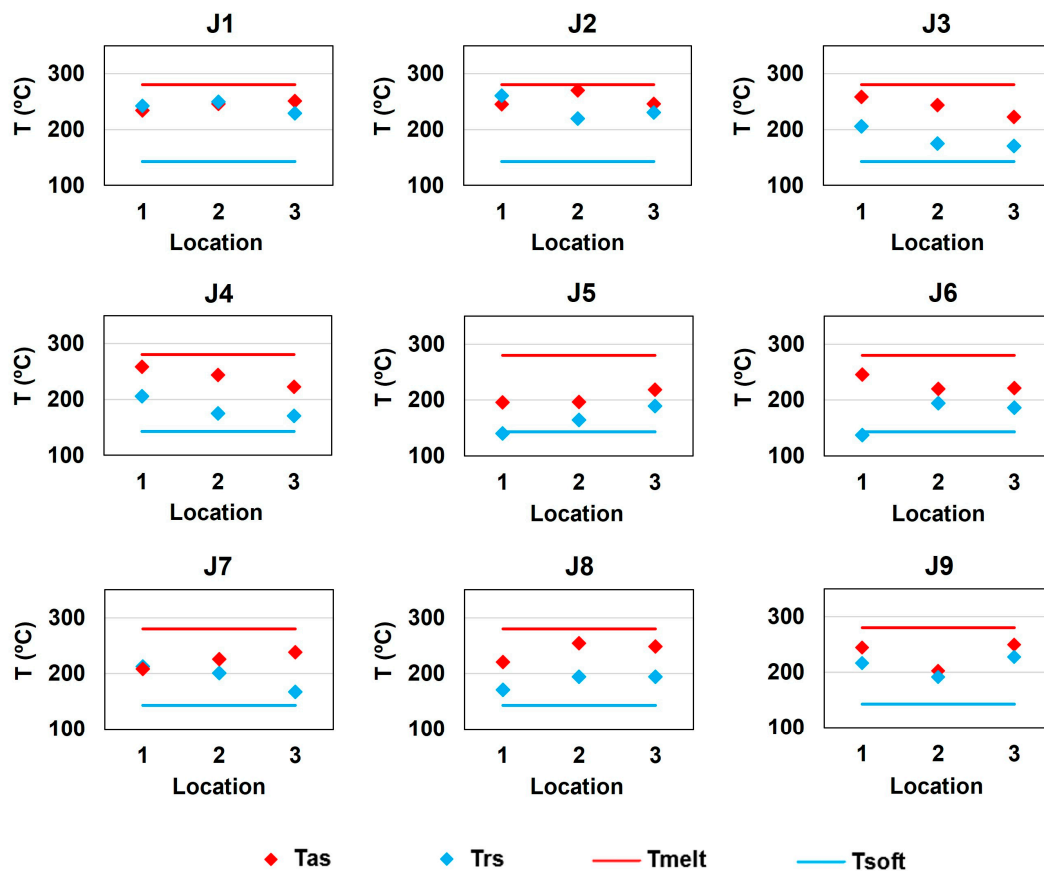 J1 J2 J3
T (ºC) 300 200 100 T (ºC) 300 200 100 T (ºC) 300 200 100
1 2 3 1 2 3 1 2 3
Location Location Location
J4 J5 J6
T (ºC) 300 200 100 T (ºC) 300 200 100 T (ºC) 300 200 100
1 2 3 1 2 3 1 2 3
Location Location Location
J7 J8 J9
T (ºC) 300 200 100 T (ºC) 300 200 100 T (ºC) 300 200 100
1 2 3 1 2 3 1 2 3
Location Location Location
Tas Trs Tmelt Tsoft